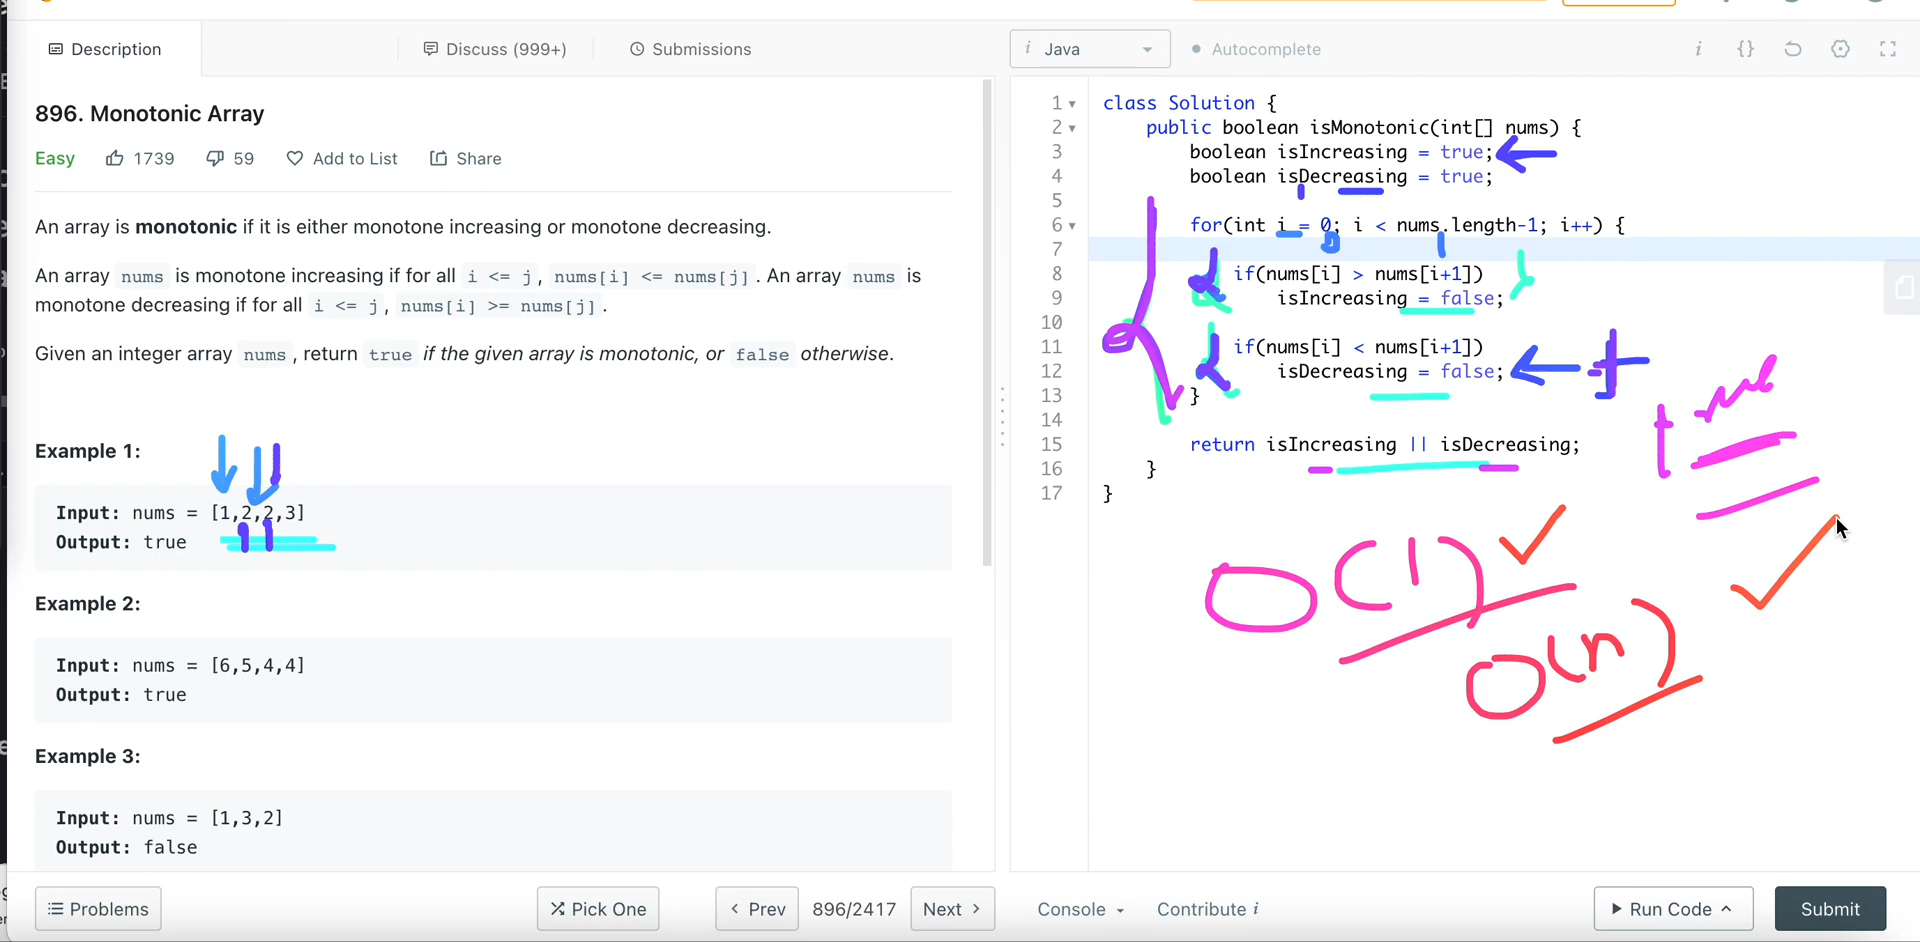 Description
Discuss (999+)
Submissions
896. Monotonic Array
Easy 1739 59 Add to List Share
An array is monotonic if it is either monotone increasing or monotone decreasing.
An array nums is monotone increasing if for all i <= j, nums[i] <= nums[j]. An array nums is
monotone decreasing if for all i <= j, nums[i] >= nums[j].
Given an integer array nums, return true if the given array is monotonic, or false otherwise.
Example 1:
Input: nums = [1,2,2,3]
Output: true
Example 2:
Input: nums = [6,5,4,4]
Output: true
Example 3:
Input: nums = [1,3,2]
Output: false
Problems
Pick One
Prev
896/2417
Next
i Java
Autocomplete
1 class Solution {
2 public boolean isMonotonic(int[] nums) {
3 boolean isIncreasing = true;
4 boolean isDecreasing = true;
5
6 for(int i = 0; i < nums.length-1; i++) {
7
8 if(nums[i] > nums[i+1])
9 isIncreasing = false;
10
11 if(nums[i] < nums[i+1])
12 isDecreasing = false;
13 }
14
15 return isIncreasing || isDecreasing;
16 }
17 }
O(1)
O(n)
Console
Contribute i
Run Code
Submit